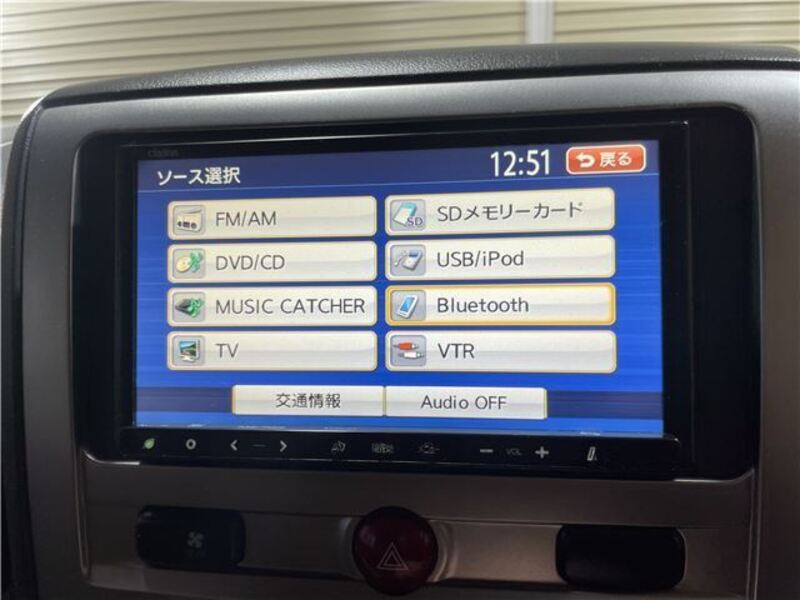 Clarion
ソース選択
12:51
戻る
FM/AM
SDメモリーカード
SD
DVD/CD
USB/iPod
MUSIC CATCHER
Bluetooth
TV
VTR
交通情報
Audio OFF
VOL